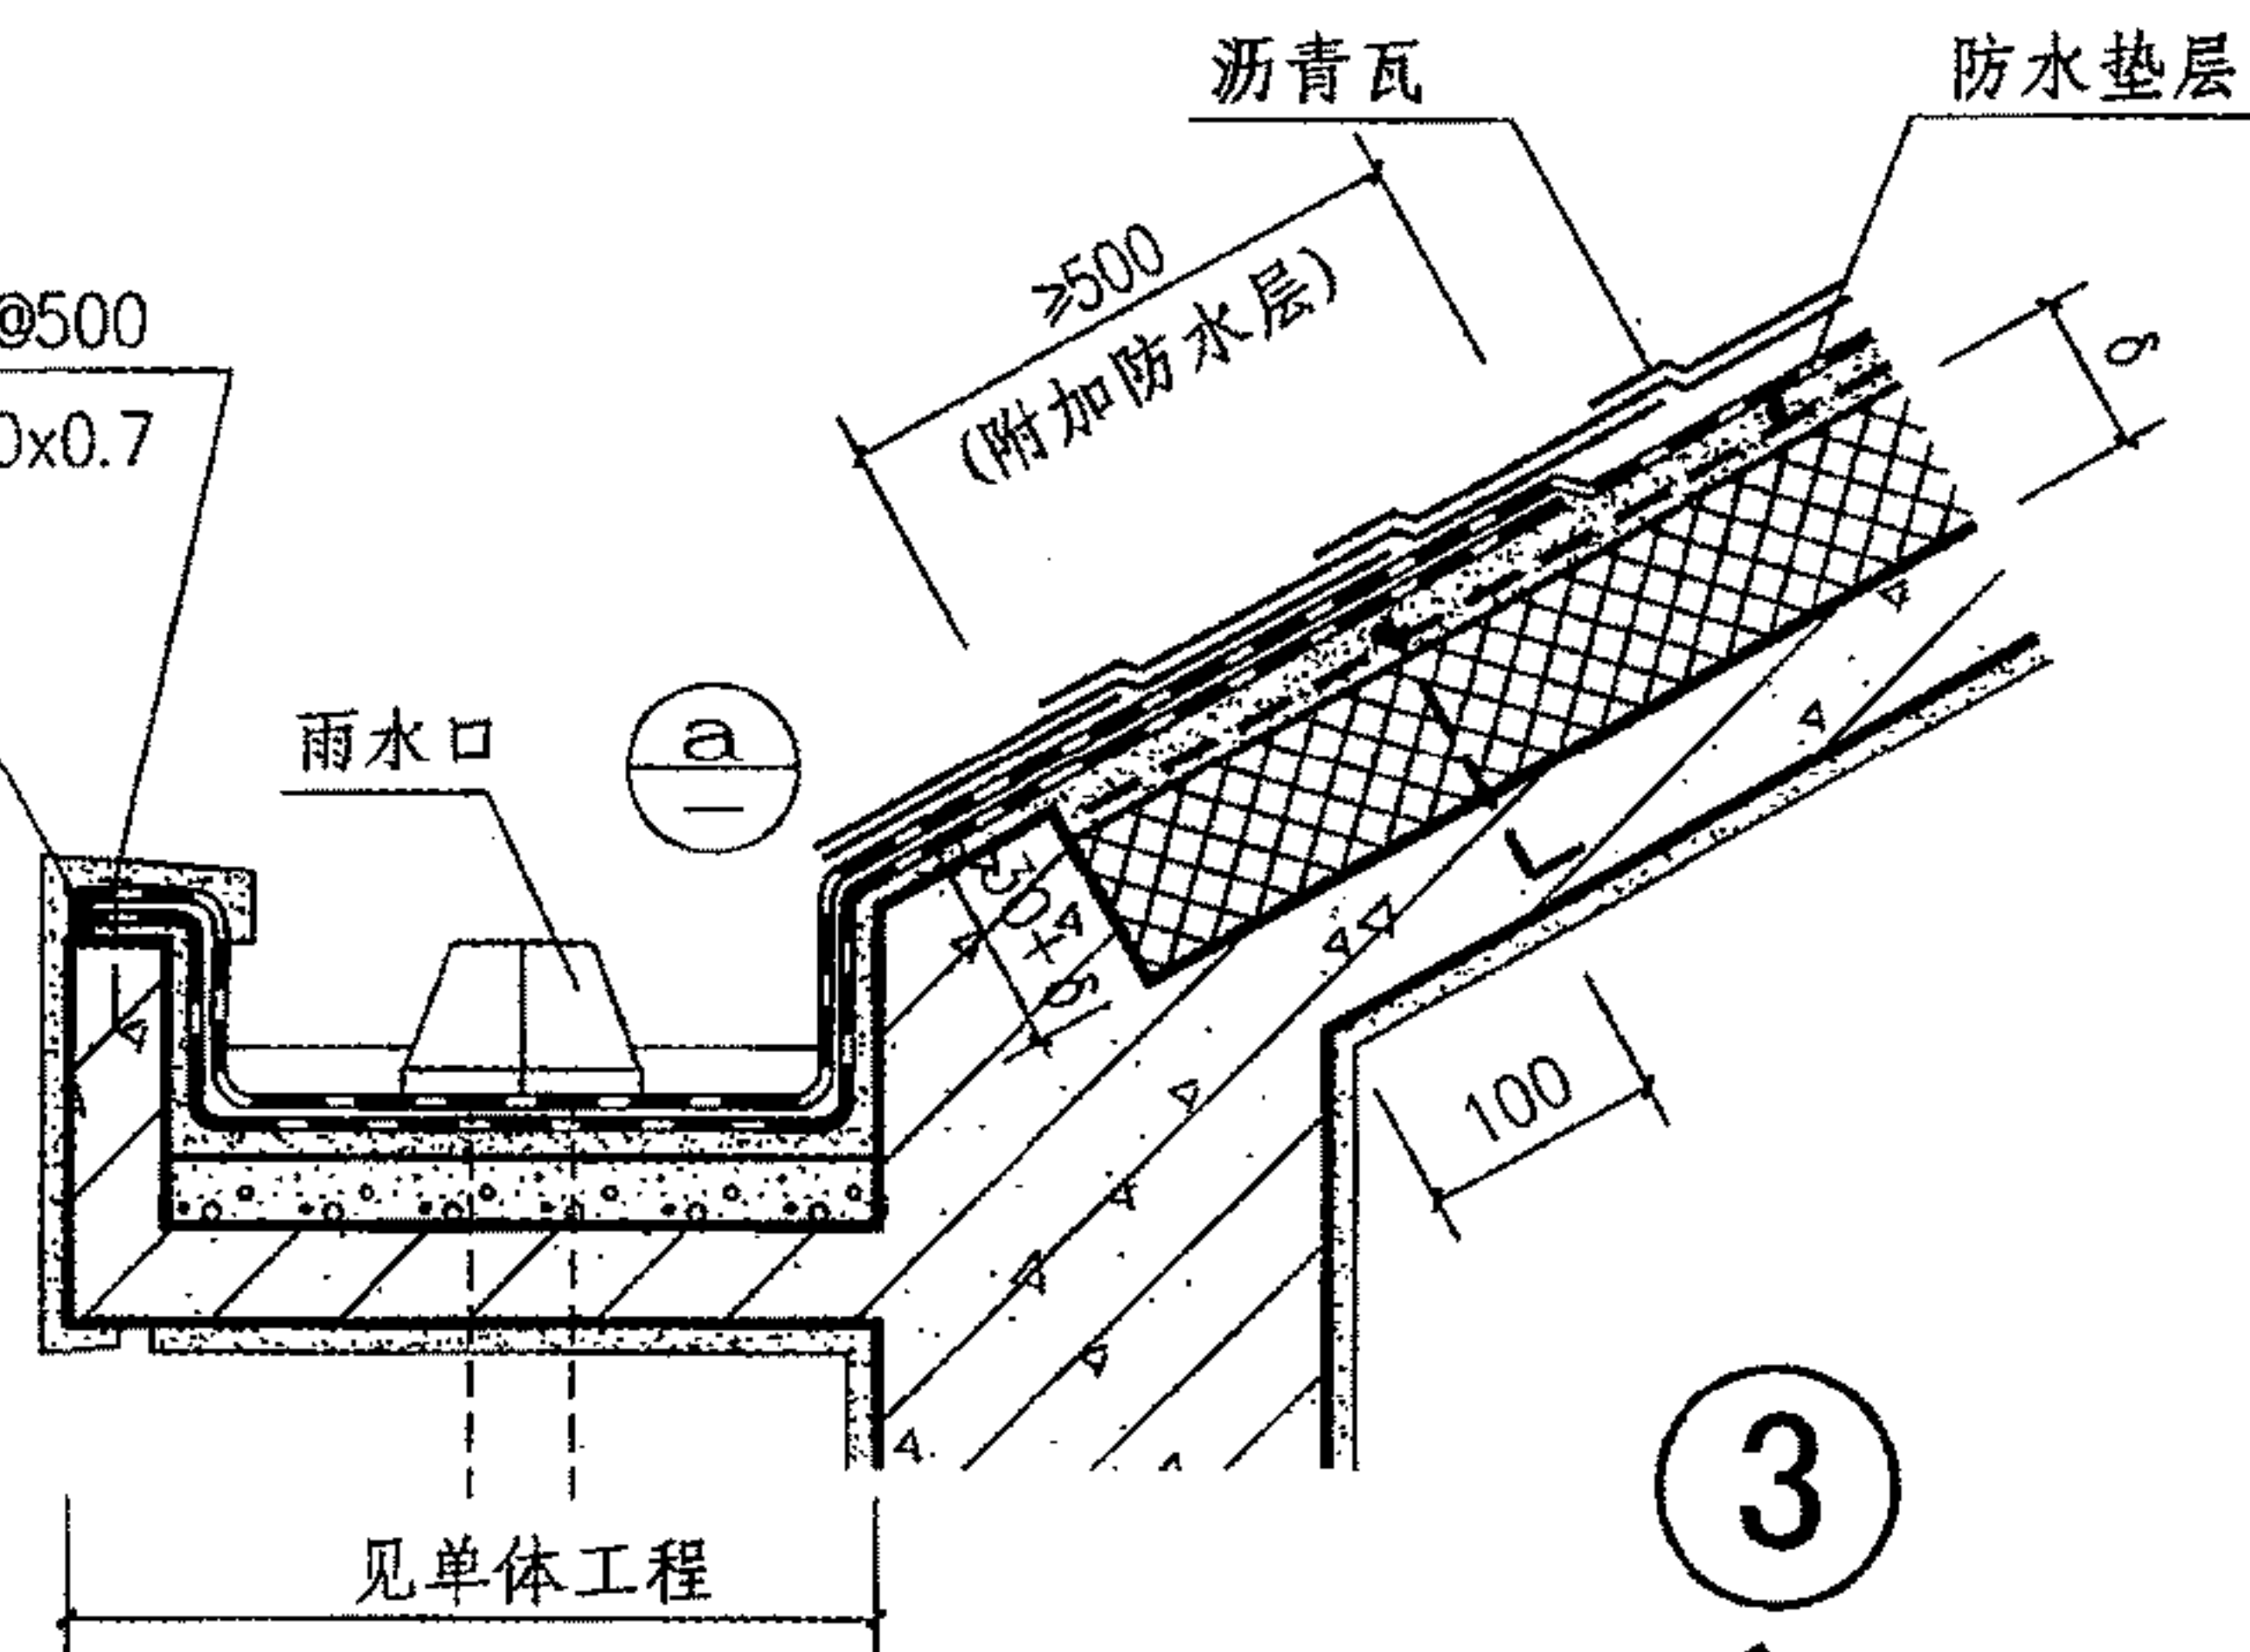 沥青瓦
防水垫层
≥500
(附加防水层)
δ
@500
0x0.7
雨水口
a
—
30+δ
100
3
见单体工程